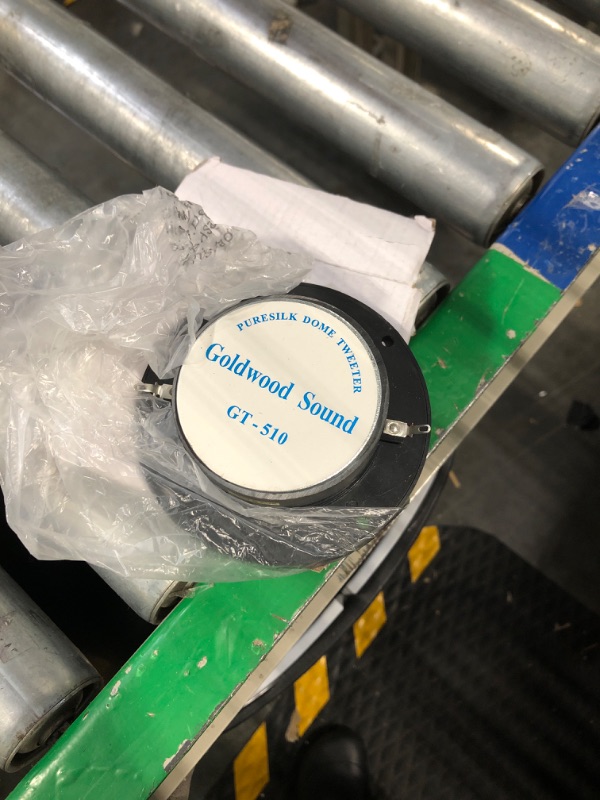 PURESILK DOME TWEETER
Goldwood Sound
GT-510